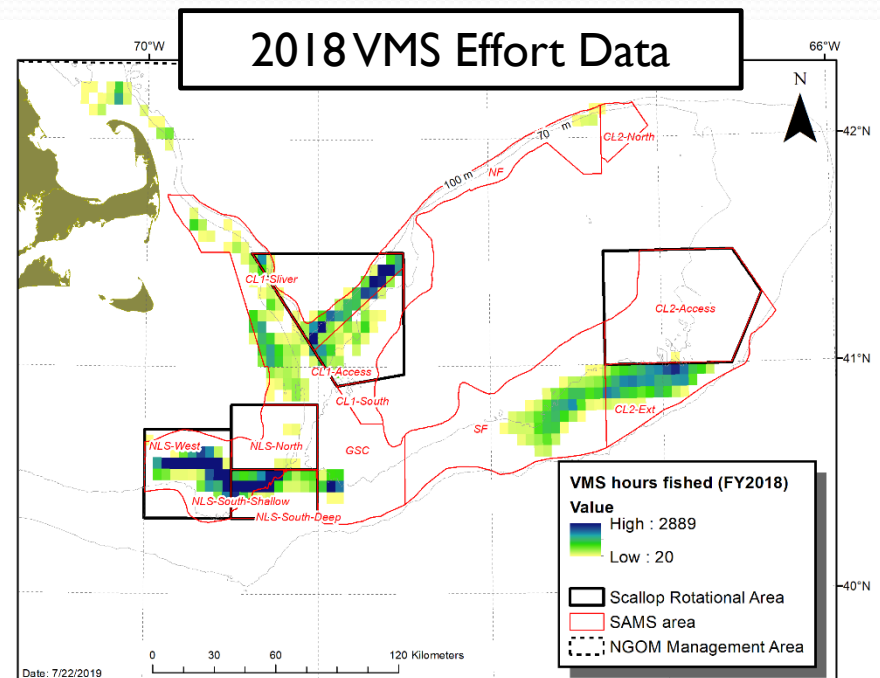 2018 VMS Effort Data
70°W
66°W
N
42°W
70 m
CL2-North
NF
100 m
CL1-Sliver
CL2-Access
41°W
CL1-Access
CL1-South
CL2-Ext
SF
NLS-West
NLS-North
GSC
NLS-South-Shallow
NLS-South-Deep
VMS hours fished (FY2018)
Value
High : 2889
Low : 20
40°W
Scallop Rotational Area
SAMS area
NGOM Management Area
0 30 60 120 Kilometers
Date: 7/22/2019